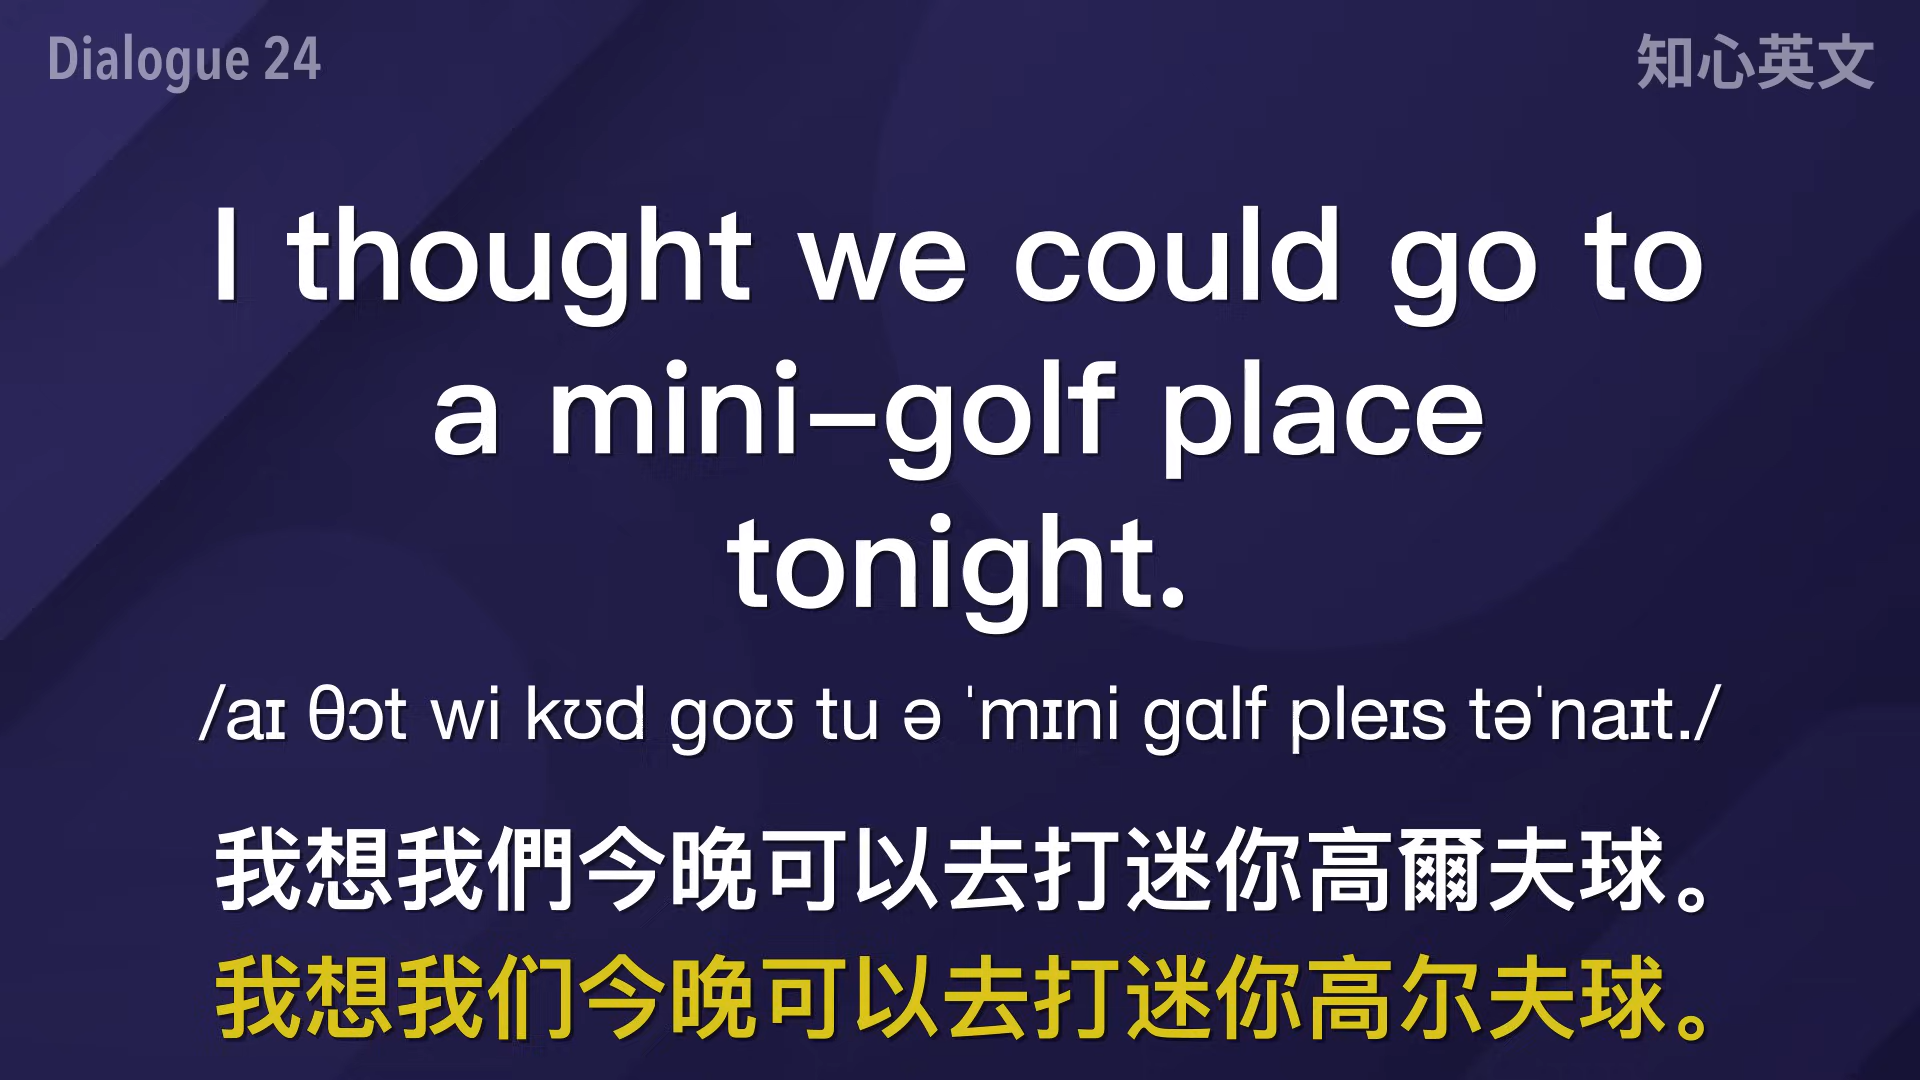 Dialogue 24
知心英文
I thought we could go to
a mini-golf place
tonight.
/aɪ θɔt wi kʊd goʊ tu ə ˈmɪni gɑlf pleɪs təˈnaɪt./
我想我們今晚可以去打迷你高爾夫球。
我想我们今晚可以去打迷你高尔夫球。